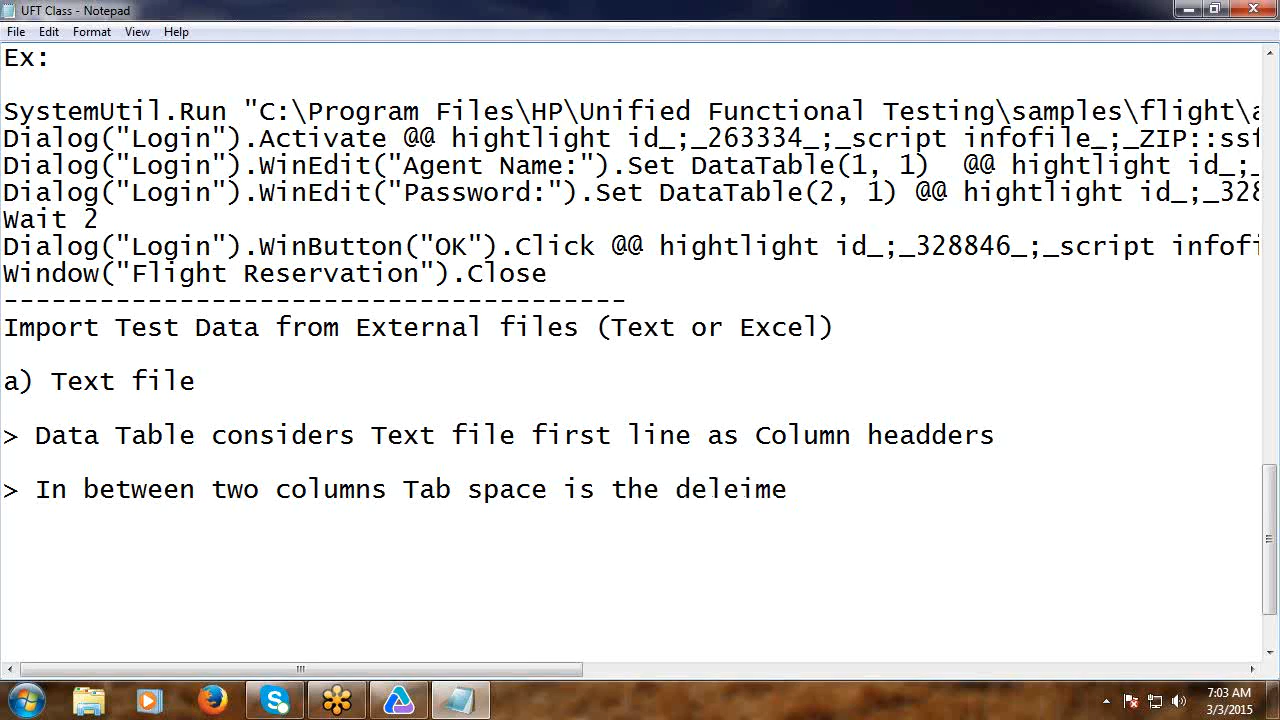 UFT Class - Notepad
File Edit Format View Help
Ex:
SystemUtil.Run "C:\Program Files\HP\Unified Functional Testing\samples\flight\a
Dialog("Login").Activate @@ hightlight id_;_263334_;_script infofile_;_ZIP::ssf
Dialog("Login").WinEdit("Agent Name:").Set DataTable(1, 1)  @@ hightlight id_;_
Dialog("Login").WinEdit("Password:").Set DataTable(2, 1) @@ hightlight id_;_328
Wait 2
Dialog("Login").WinButton("OK").Click @@ hightlight id_;_328846_;_script infofi
Window("Flight Reservation").Close
---------------------------------------
Import Test Data from External files (Text or Excel)
a) Text file
> Data Table considers Text file first line as Column headders
> In between two columns Tab space is the deleime
7:03 AM
3/3/2015